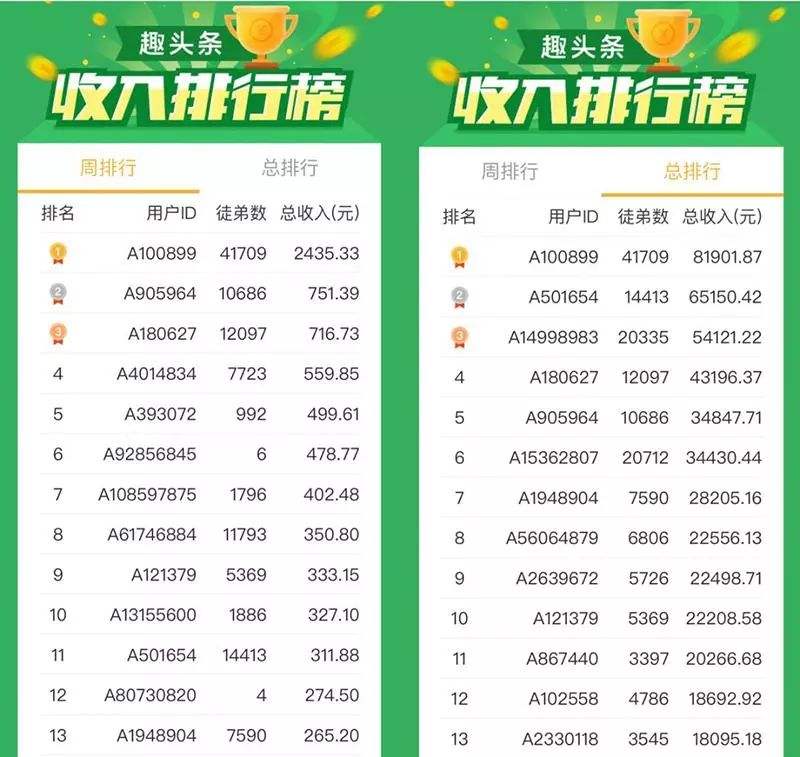 趣头条
收入排行榜
周排行 总排行
排名 用户ID 徒弟数 总收入(元)
1 A100899 41709 2435.33
2 A905964 10686 751.39
3 A180627 12097 716.73
4 A4014834 7723 559.85
5 A393072 992 499.61
6 A92856845 6 478.77
7 A108597875 1796 402.48
8 A61746884 11793 350.80
9 A121379 5369 333.15
10 A13155600 1886 327.10
11 A501654 14413 311.88
12 A80730820 4 274.50
13 A1948904 7590 265.20
趣头条
收入排行榜
周排行 总排行
排名 用户ID 徒弟数 总收入(元)
1 A100899 41709 81901.87
2 A501654 14413 65150.42
3 A14998983 20335 54121.22
4 A180627 12097 43196.37
5 A905964 10686 34847.71
6 A15362807 20712 34430.44
7 A1948904 7590 28205.16
8 A56064879 6806 22556.13
9 A2639672 5726 22498.71
10 A121379 5369 22208.58
11 A867440 3397 20266.68
12 A102558 4786 18692.92
13 A2330118 3545 18095.18